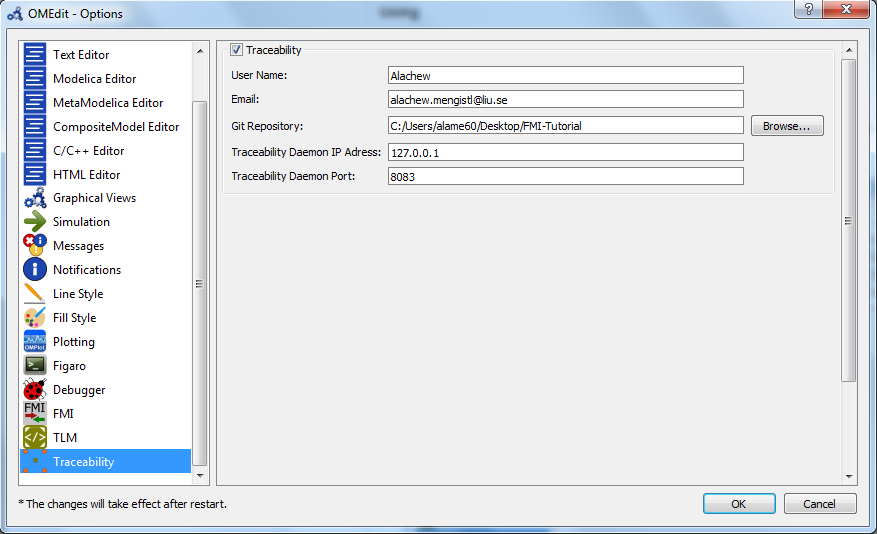 OMEdit - Options
Using
Text Editor
Modelica Editor
MetaModelica Editor
CompositeModel Editor
C/C++ Editor
HTML Editor
Graphical Views
Simulation
Messages
Notifications
Line Style
Fill Style
OMPlot
Plotting
Figaro
Debugger
FMI
FMI
TLM
Traceability
Traceability
User Name:
Alachew
Email:
alachew.mengistl@liu.se
Git Repository:
C:/Users/alame60/Desktop/FMI-Tutorial
Browse...
Traceability Daemon IP Adress:
127.0.0.1
Traceability Daemon Port:
8083
* The changes will take effect after restart.
OK
Cancel